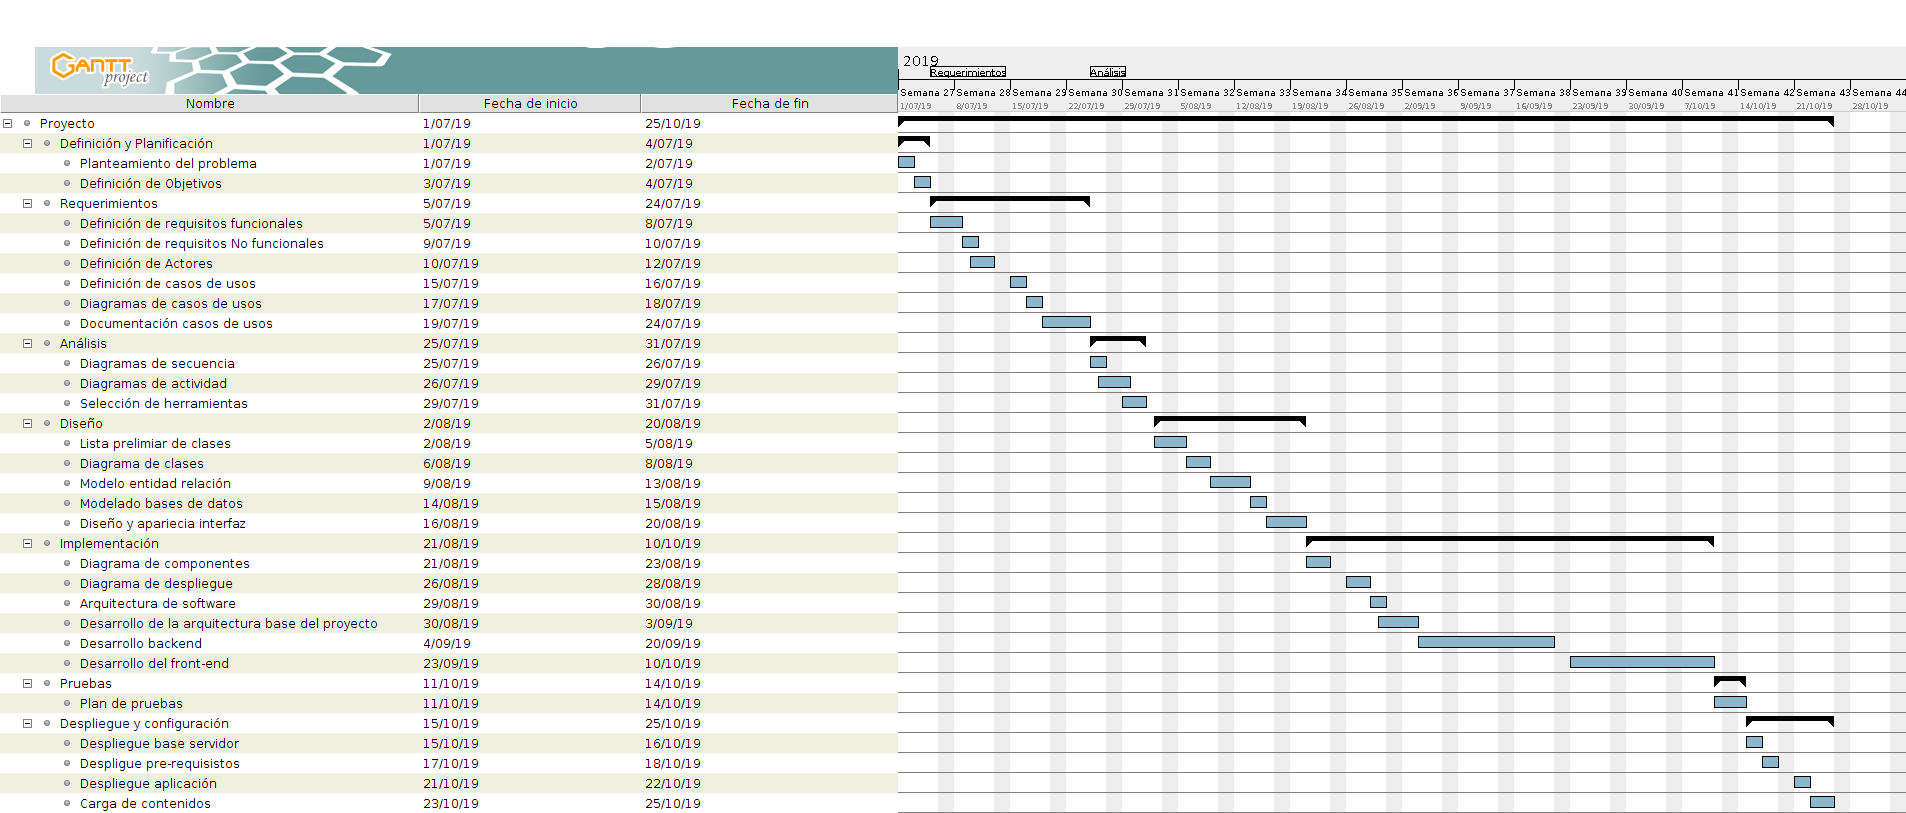 GANTT
project
2019
Requerimientos Análisis
Semana 27 Semana 28 Semana 29 Semana 30 Semana 31 Semana 32 Semana 33 Semana 34 Semana 35 Semana 36 Semana 37 Semana 38 Semana 39 Semana 40 Semana 41 Semana 42 Semana 43 Semana 44
Nombre Fecha de inicio Fecha de fin 1/07/19 8/07/19 15/07/19 22/07/19 29/07/19 5/08/19 12/08/19 19/08/19 26/08/19 2/09/19 9/09/19 16/09/19 23/09/19 30/09/19 7/10/19 14/10/19 21/10/19 28/10/19
Proyecto 1/07/19 25/10/19
Definición y Planificación 1/07/19 4/07/19
Planteamiento del problema 1/07/19 2/07/19
Definición de Objetivos 3/07/19 4/07/19
Requerimientos 5/07/19 24/07/19
Definición de requisitos funcionales 5/07/19 8/07/19
Definición de requisitos No funcionales 9/07/19 10/07/19
Definición de Actores 10/07/19 12/07/19
Definición de casos de usos 15/07/19 16/07/19
Diagramas de casos de usos 17/07/19 18/07/19
Documentación casos de usos 19/07/19 24/07/19
Análisis 25/07/19 31/07/19
Diagramas de secuencia 25/07/19 26/07/19
Diagramas de actividad 26/07/19 29/07/19
Selección de herramientas 29/07/19 31/07/19
Diseño 2/08/19 20/08/19
Lista prelimiar de clases 2/08/19 5/08/19
Diagrama de clases 6/08/19 8/08/19
Modelo entidad relación 9/08/19 13/08/19
Modelado bases de datos 14/08/19 15/08/19
Diseño y apariecia interfaz 16/08/19 20/08/19
Implementación 21/08/19 10/10/19
Diagrama de componentes 21/08/19 23/08/19
Diagrama de despliegue 26/08/19 28/08/19
Arquitectura de software 29/08/19 30/08/19
Desarrollo de la arquitectura base del proyecto 30/08/19 3/09/19
Desarrollo backend 4/09/19 20/09/19
Desarrollo del front-end 23/09/19 10/10/19
Pruebas 11/10/19 14/10/19
Plan de pruebas 11/10/19 14/10/19
Despliegue y configuración 15/10/19 25/10/19
Despliegue base servidor 15/10/19 16/10/19
Despligue pre-requisistos 17/10/19 18/10/19
Despliegue aplicación 21/10/19 22/10/19
Carga de contenidos 23/10/19 25/10/19